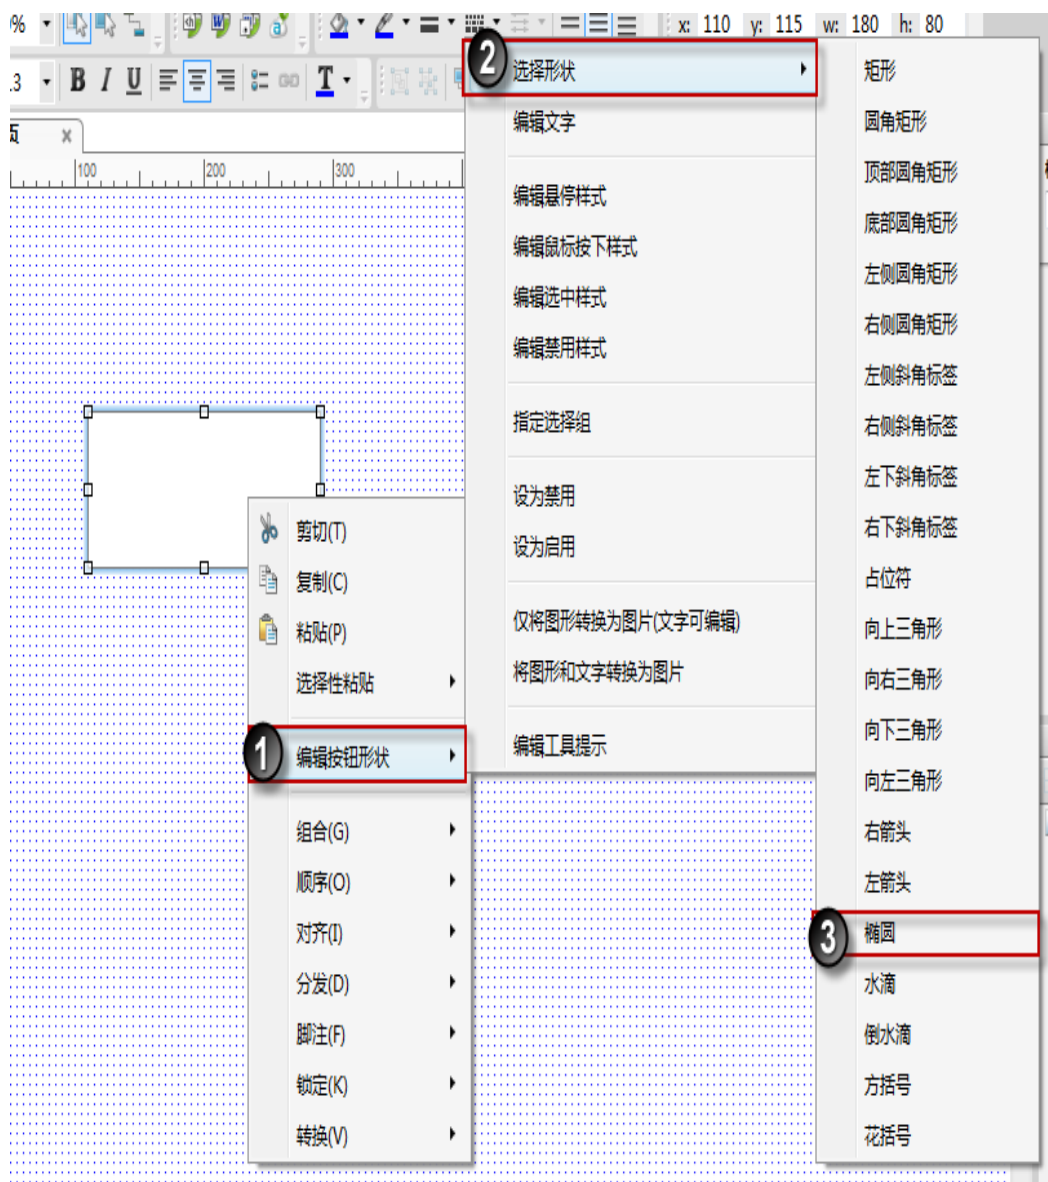 9% x: 110 y: 115 w: 180 h: 80
3 B I U T
页 ×
100 200 300
2 选择形状
编辑文字
编辑悬停样式
编辑鼠标按下样式
编辑选中样式
编辑禁用样式
指定选择组
设为禁用
设为启用
仅将图形转换为图片(文字可编辑)
将图形和文字转换为图片
编辑工具提示
剪切(T)
复制(C)
粘贴(P)
选择性粘贴
1 编辑按钮形状
组合(G)
顺序(O)
对齐(I)
分发(D)
脚注(F)
锁定(K)
转换(V)
矩形
圆角矩形
顶部圆角矩形
底部圆角矩形
左侧圆角矩形
右侧圆角矩形
左侧斜角标签
右侧斜角标签
左下斜角标签
右下斜角标签
占位符
向上三角形
向右三角形
向下三角形
向左三角形
右箭头
左箭头
3 椭圆
水滴
倒水滴
方括号
花括号